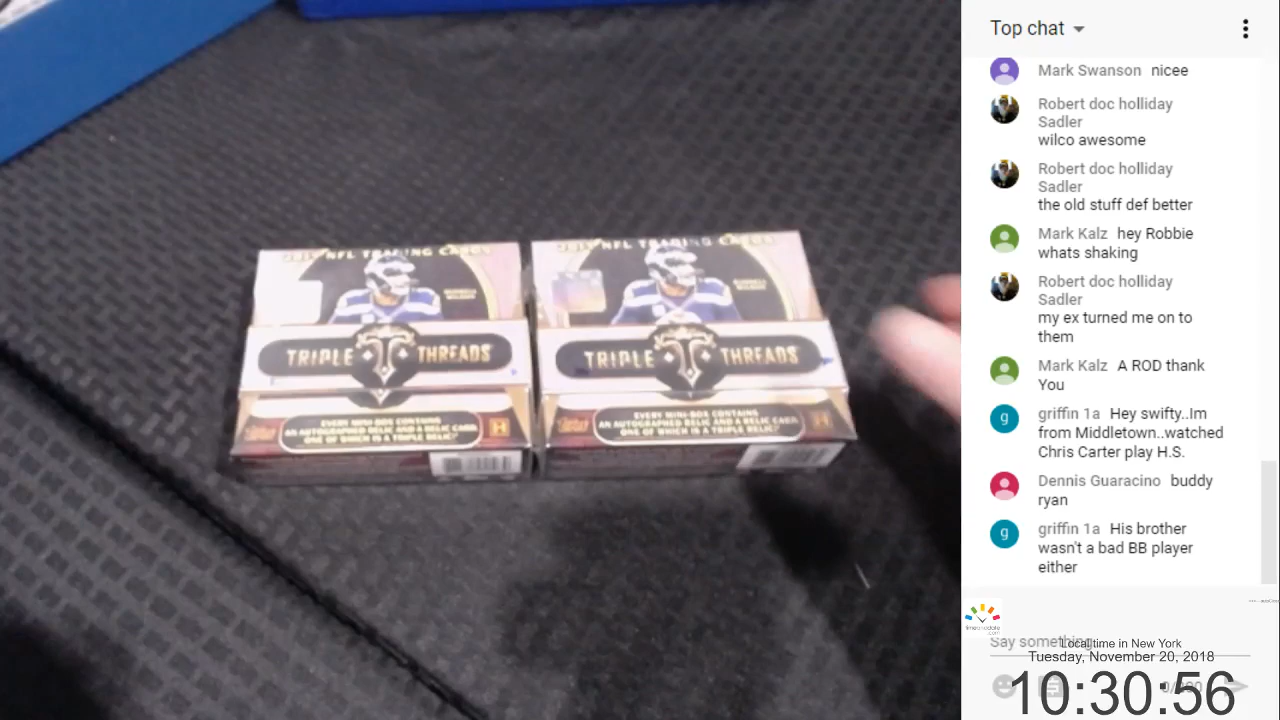 NFL TRADING CARDS
TRIPLE THREADS
EVERY MINI-BOX CONTAINS
AN AUTOGRAPHED RELIC AND A RELIC CARD
ONE OF WHICH IS A TRIPLE RELIC!
NFL TRADING CARDS
RUSSELL
WILSON
TRIPLE THREADS
EVERY MINI-BOX CONTAINS
AN AUTOGRAPHED RELIC AND A RELIC CARD
ONE OF WHICH IS A TRIPLE RELIC!
Top chat
Mark Swanson nicee
Robert doc holliday
Sadler
wilco awesome
Robert doc holliday
Sadler
the old stuff def better
Mark Kalz hey Robbie
whats shaking
Robert doc holliday
Sadler
my ex turned me on to
them
Mark Kalz A ROD thank
You
g griffin 1a Hey swifty..Im
from Middletown..watched
Chris Carter play H.S.
Dennis Guaracino buddy
ryan
g griffin 1a His brother
wasn't a bad BB player
either
Say something...
Local time in New York
Tuesday, November 20, 2018
10:30:56